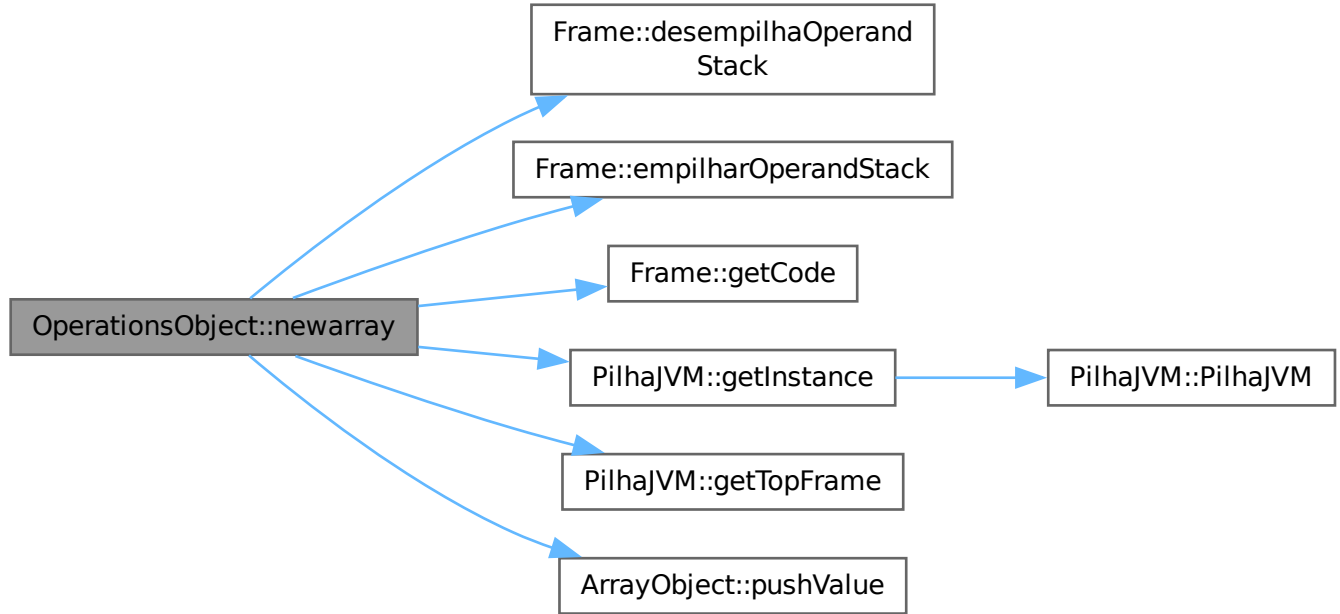 Frame::desempilhaOperand
Stack
Frame::empilharOperandStack
Frame::getCode
OperationsObject::newarray
PilhaJVM::getInstance
PilhaJVM::PilhaJVM
PilhaJVM::getTopFrame
ArrayObject::pushValue